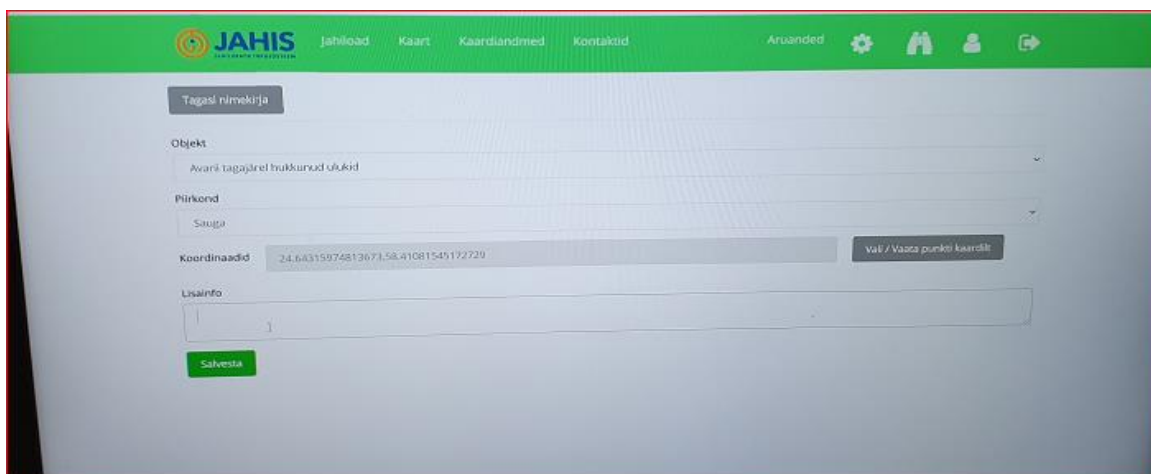 JAHIS
Jahiload Kaart Kaardiandmed Kontaktid Aruanded
Tagasi nimekirja
Objekt
Avarii tagajärel hukkunud ulukid
Piirkond
Sauga
Koordinaadid 24.64315974813673,58.41081545172729 Vali / Vaata punkti kaardilt
Lisainfo
Salvesta